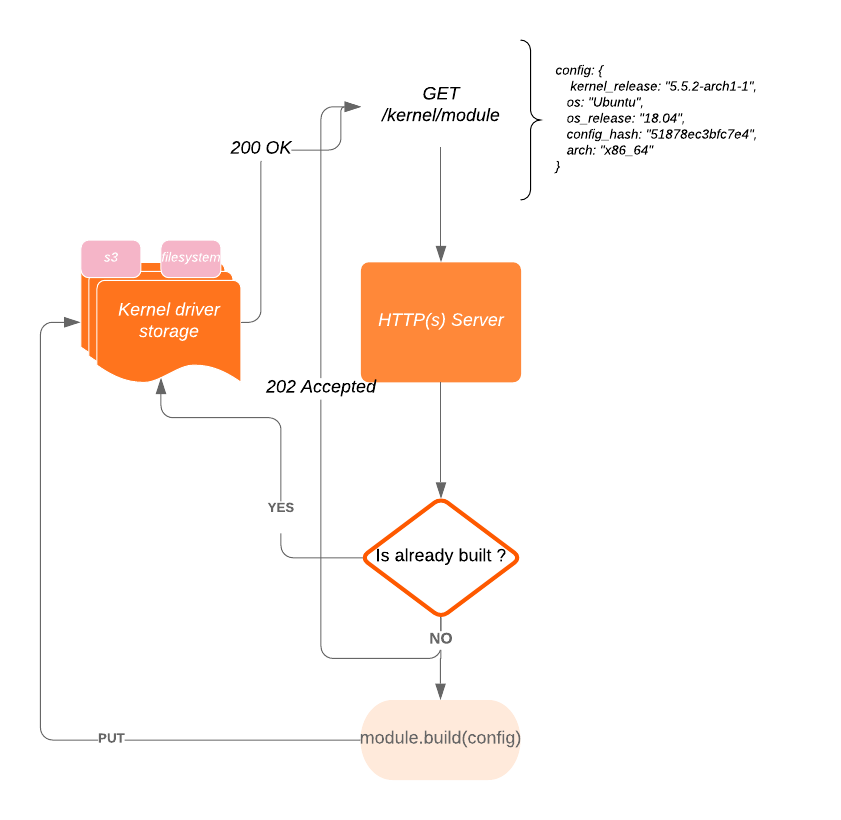 GET
/kernel/module
config: {
kernel_release: "5.5.2-arch1-1",
os: "Ubuntu",
os_release: "18.04",
config_hash: "51878ec3bfc7e4",
arch: "x86_64"
}
200 OK
s3
filesystem
Kernel driver
storage
HTTP(s) Server
202 Accepted
YES
Is already built ?
NO
PUT
module.build(config)